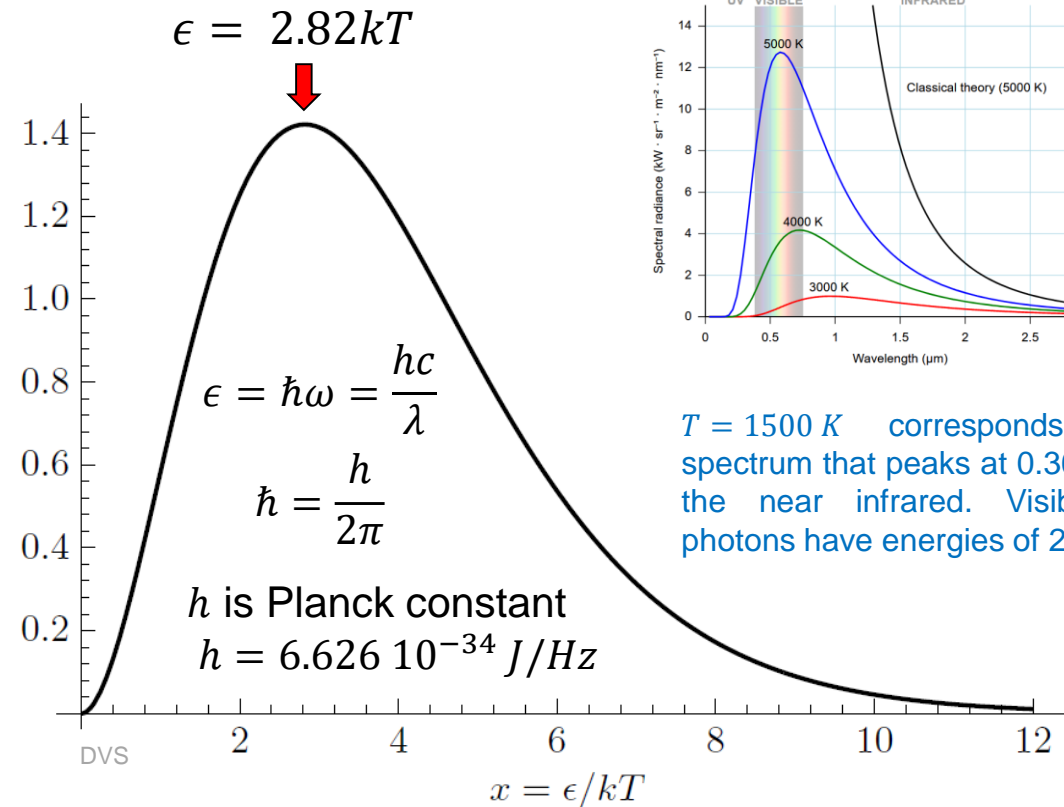 ϵ = 2.82kT
1.4
1.2
1.0
0.8
0.6
0.4
0.2
ϵ = ℏω = hc/λ
ℏ = h/2π
h is Planck constant
h = 6.626 10⁻³⁴ J/Hz
DVS
2 4 6 8 10 12
x = ϵ/kT
UV VISIBLE INFRARED
Spectral radiance (kW · sr⁻¹ · m⁻² · nm⁻¹)
14
12
10
8
6
4
2
0
5000 K
Classical theory (5000 K)
4000 K
3000 K
0 0.5 1 1.5 2 2.5
Wavelength (µm)
T = 1500 K corresponds
spectrum that peaks at 0.3
the near infrared.
photons have energies of 2